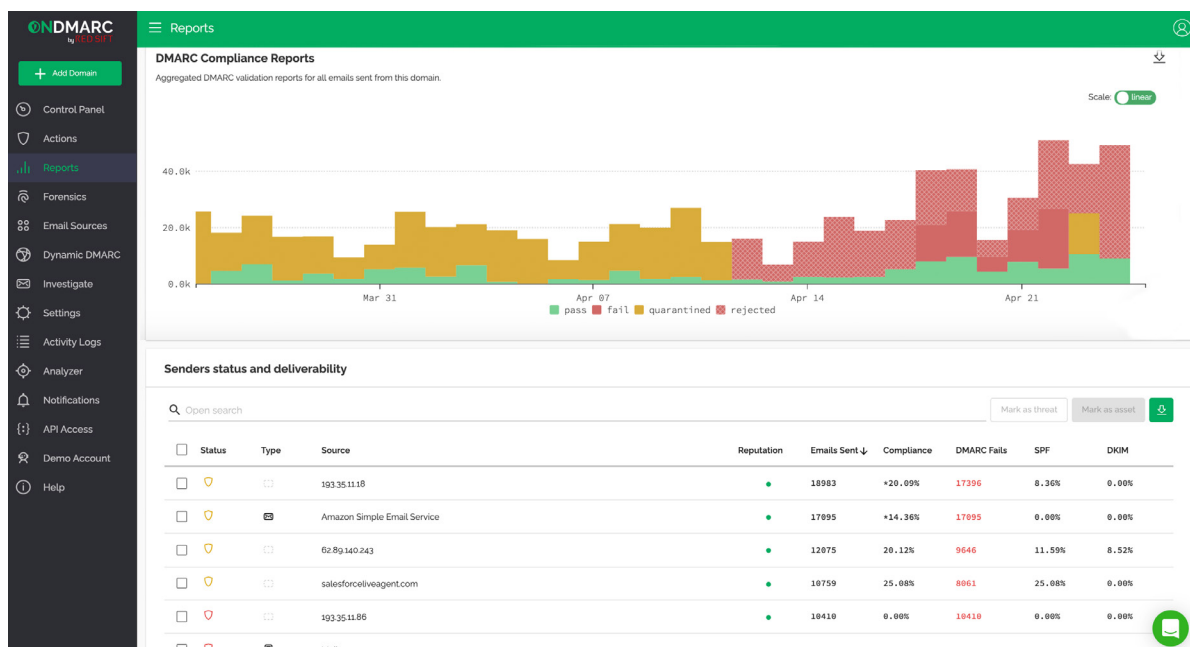 ONDMARC
by RED SIFT
Reports
Add Domain
Control Panel
Actions
Reports
Forensics
Email Sources
Dynamic DMARC
Investigate
Settings
Activity Logs
Analyzer
Notifications
API Access
Demo Account
Help
DMARC Compliance Reports
Aggregated DMARC validation reports for all emails sent from this domain.
Scale: linear
40.0k
20.0k
0.0k
Mar 31 Apr 07 Apr 14 Apr 21
pass fail quarantined rejected
Senders status and deliverability
Open search Mark as threat Mark as asset
Status Type Source Reputation Emails Sent Compliance DMARC Fails SPF DKIM
193.35.11.18 18983 *20.09% 17396 8.36% 0.00%
Amazon Simple Email Service 17095 *14.36% 17095 0.00% 0.00%
62.89.140.243 12075 20.12% 9646 11.59% 8.52%
salesforceliveagent.com 10759 25.08% 8061 25.08% 0.00%
193.35.11.86 10410 0.00% 10410 0.00% 0.00%